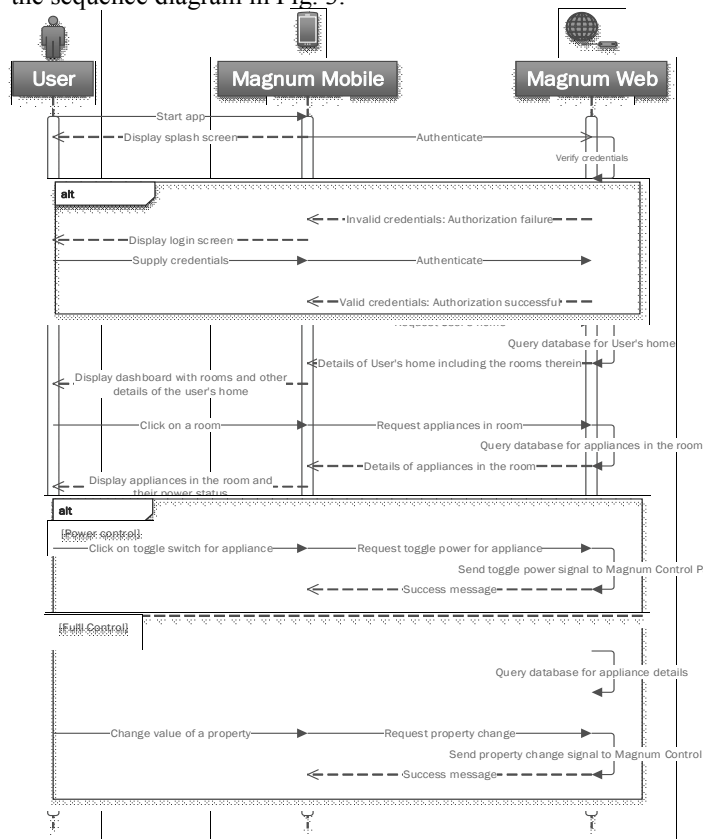 the sequence diagram in Fig. 3.
User
Magnum Mobile
Magnum Web
Start app
Display splash screen
Authenticate
Verify credentials
alt
Invalid credentials: Authorization failure
Display login screen
Supply credentials
Authenticate
Valid credentials: Authorization successful
Request User's home
Query database for User's home
Details of User's home including the rooms therein
Display dashboard with rooms and other
details of the user's home
Click on a room
Request appliances in room
Query database for appliances in the room
Details of appliances in the room
Display appliances in the room and
their power status
alt
[Power control]
Click on toggle switch for appliance
Request toggle power for appliance
Send toggle power signal to Magnum Control P
Success message
[Full Control]
Query database for appliance details
Change value of a property
Request property change
Send property change signal to Magnum Control
Success message